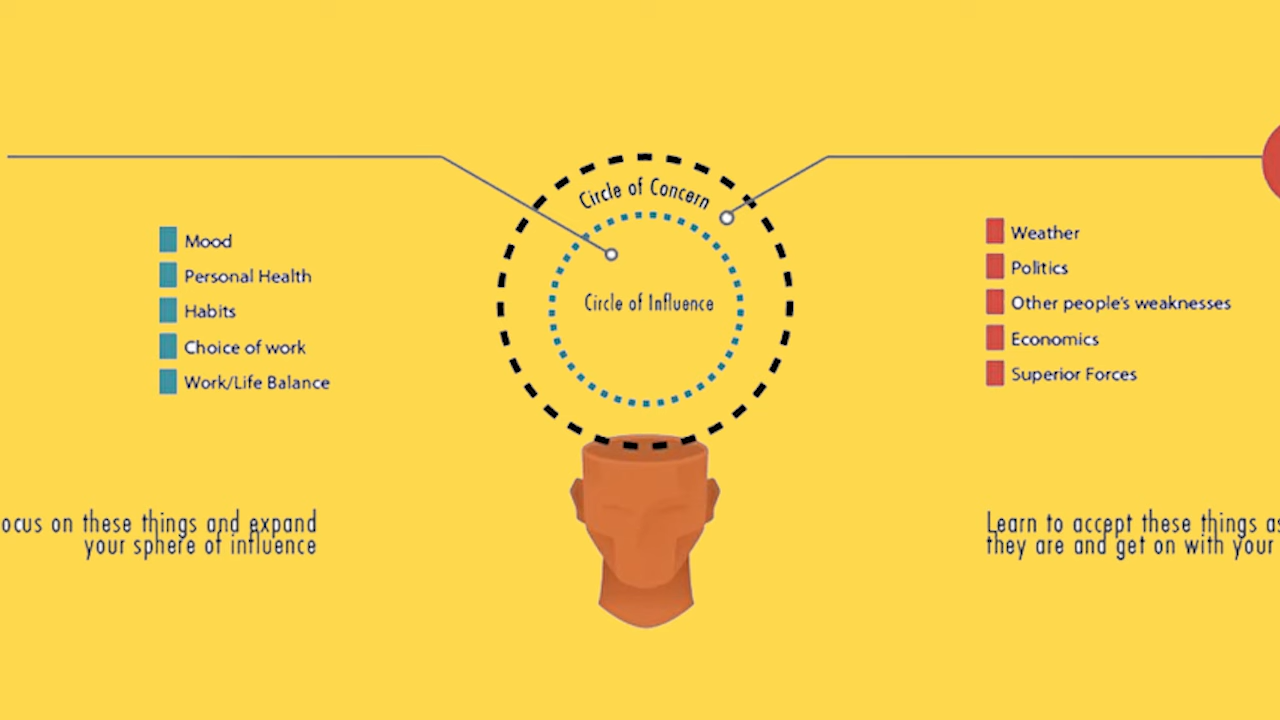 Circle of Concern
Circle of Influence
Mood
Personal Health
Habits
Choice of work
Work/Life Balance
ocus on these things and expand
your sphere of influence
Weather
Politics
Other people's weaknesses
Economics
Superior Forces
Learn to accept these things as
they are and get on with your